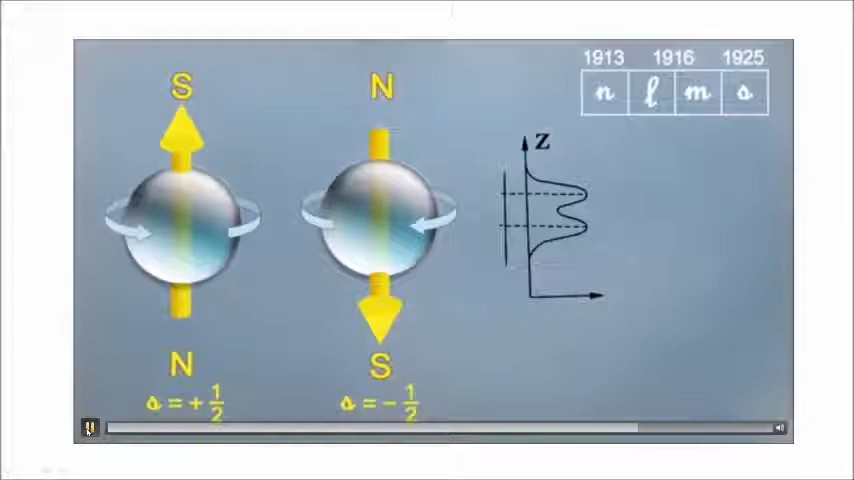 1913 1916 1925
n l m s
S N
Z
N S
s = + 1/2 s = - 1/2